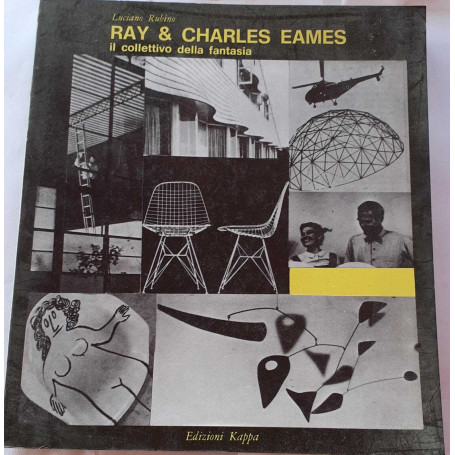 Luciano Rubino
RAY & CHARLES EAMES
il collettivo della fantasia
Edizioni Kappa